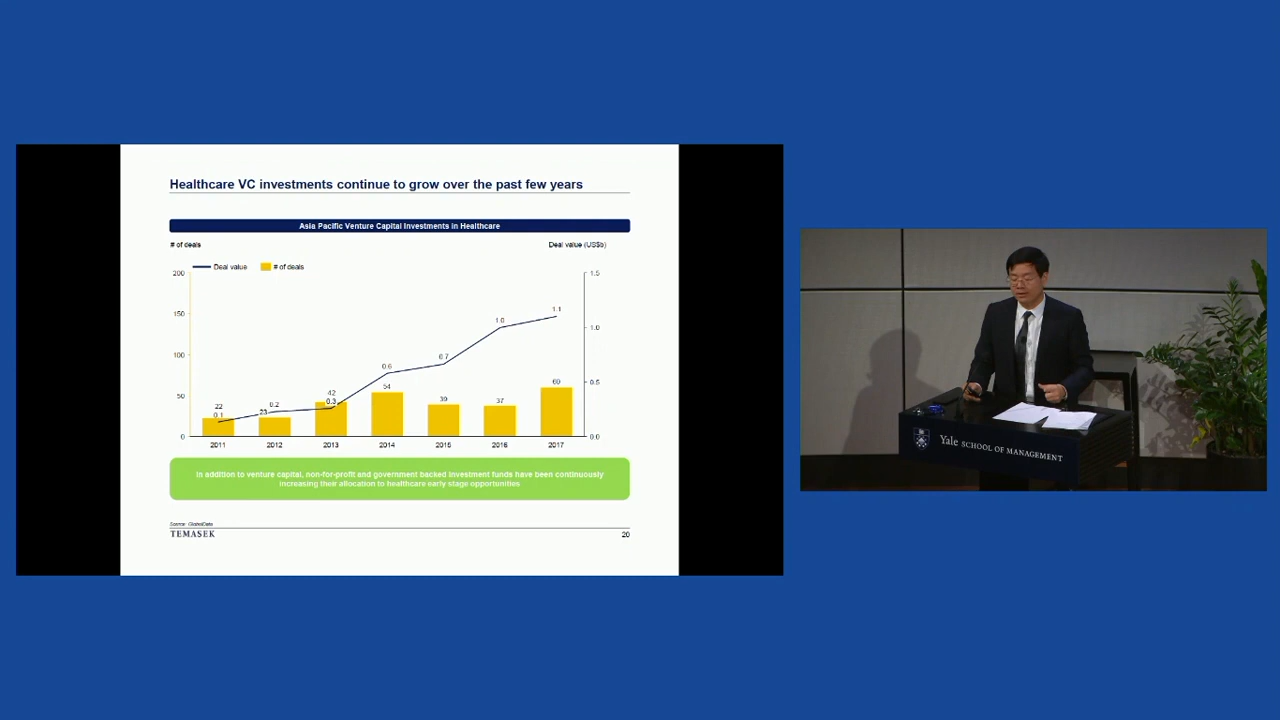 Healthcare VC investments continue to grow over the past few years
Asia Pacific Venture Capital Investments in Healthcare
# of deals
Deal value (US$b)
Deal value
# of deals
200
150
100
50
0
1.5
1.0
0.5
0.0
22
0.1
0.2
23
42
0.3
0.6
54
0.7
39
1.0
37
1.1
60
2011 2012 2013 2014 2015 2016 2017
In addition to venture capital, non-for-profit and government backed investment funds have been continuously
increasing their allocation to healthcare early stage opportunities
Source: GlobalData
TEMASEK
20
Yale SCHOOL OF MANAGEMENT